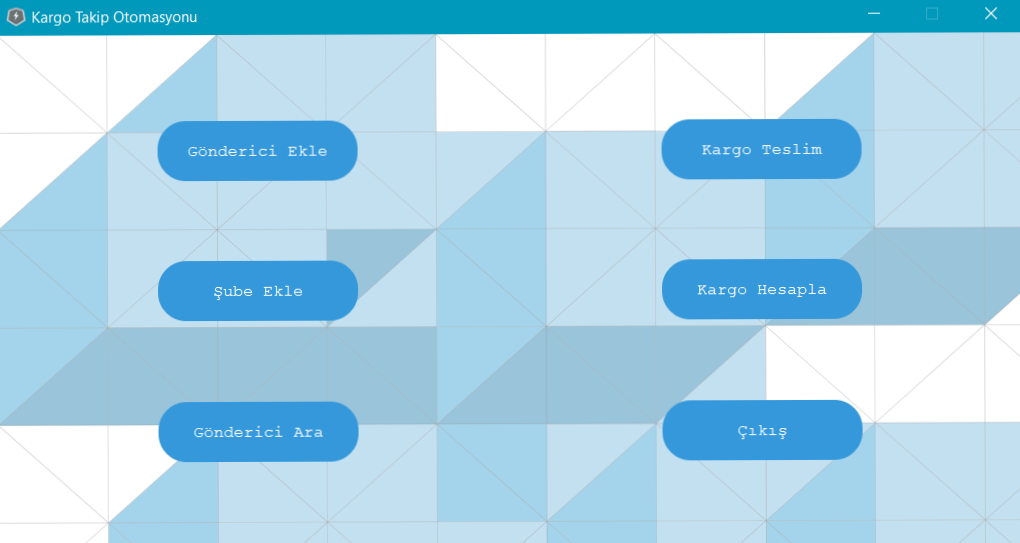 Kargo Takip Otomasyonu
Gönderici Ekle
Kargo Teslim
Şube Ekle
Kargo Hesapla
Gönderici Ara
Çıkış